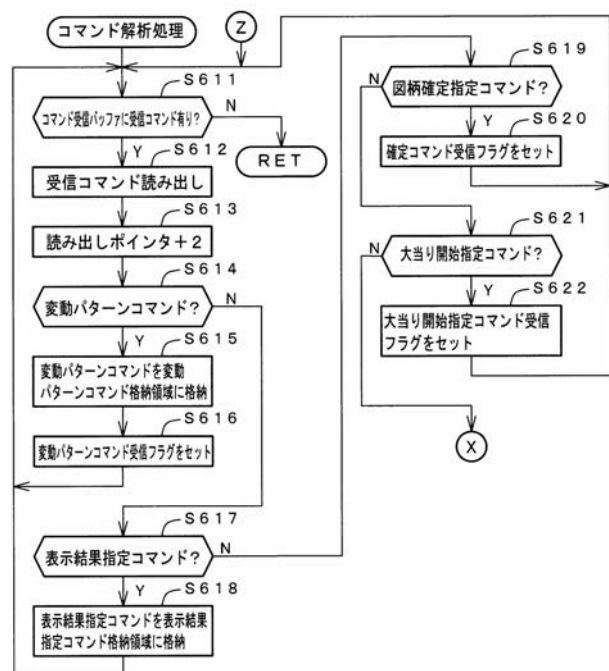 コマンド解析処理
Z
S611
コマンド受信バッファに受信コマンド有り?
N
RET
Y
S612
受信コマンド読み出し
S613
読み出しポインタ+2
S614
変動パターンコマンド?
N
Y
S615
変動パターンコマンドを変動
パターンコマンド格納領域に格納
S616
変動パターンコマンド受信フラグをセット
S617
表示結果指定コマンド?
N
Y
S618
表示結果指定コマンドを表示結果
指定コマンド格納領域に格納
S619
N
図柄確定指定コマンド?
Y
S620
確定コマンド受信フラグをセット
S621
N
大当り開始指定コマンド?
Y
S622
大当り開始指定コマンド受信
フラグをセット
X